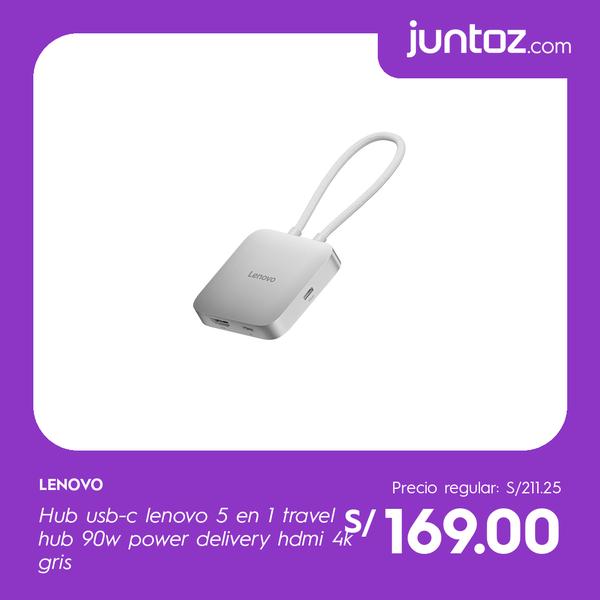 juntoz.com
Lenovo
LENOVO
Hub usb-c lenovo 5 en 1 travel
hub 90w power delivery hdmi 4k
gris
Precio regular: S/211.25
S/169.00